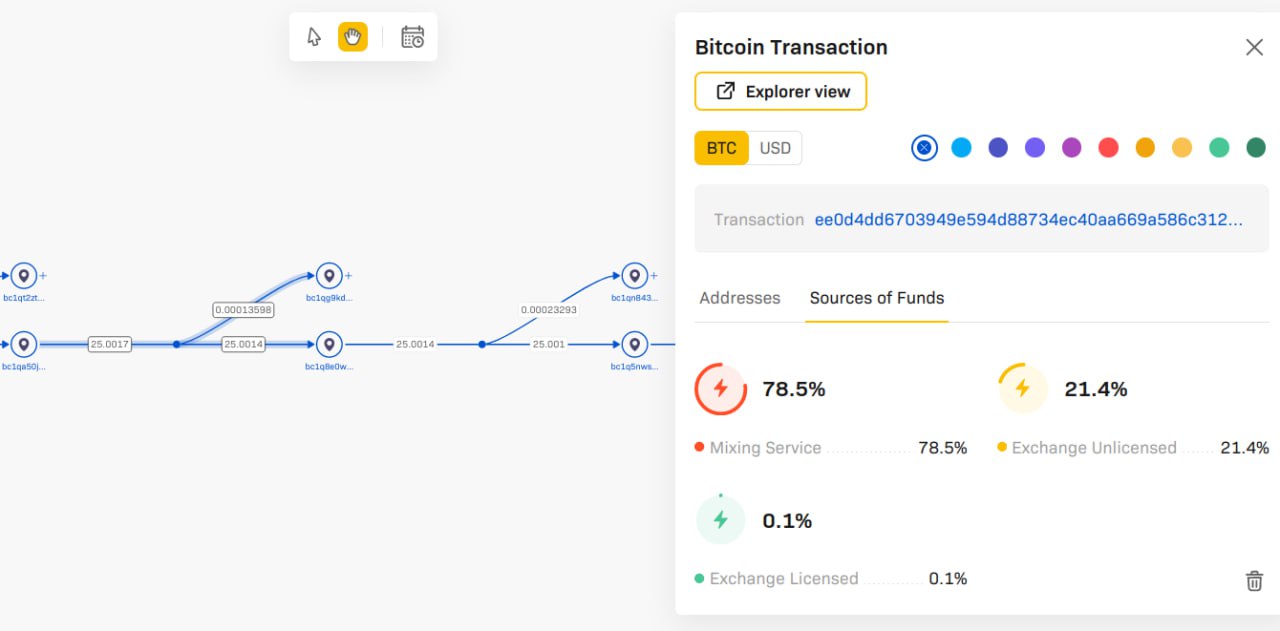 Bitcoin Transaction
Explorer view
BTC USD
Transaction ee0d4dd6703949e594d88734ec40aa669a586c312...
Addresses Sources of Funds
78.5% 21.4%
Mixing Service 78.5% Exchange Unlicensed 21.4%
0.1%
Exchange Licensed 0.1%
bc1qt2zt... bc1qg9kd... bc1qn843...
0.00013598 0.00023293
25.0017 25.0014 25.0014 25.001
bc1qa50j... bc1q8e0w... bc1q5nws...